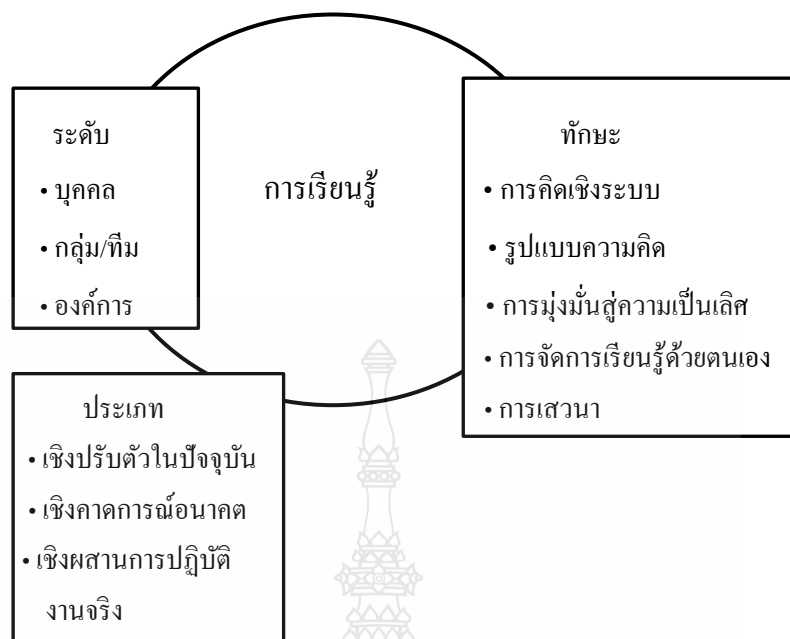 ระดับ
• บุคคล
• กลุ่ม/ทีม
• องค์การ
การเรียนรู้
ทักษะ
• การคิดเชิงระบบ
• รูปแบบความคิด
• การมุ่งมั่นสู่ความเป็นเลิศ
• การจัดการเรียนรู้ด้วยตนเอง
• การเสวนา
ประเภท
• เชิงปรับตัวในปัจจุบัน
• เชิงคาดการณ์อนาคต
• เชิงผสานการปฏิบัติ
งานจริง